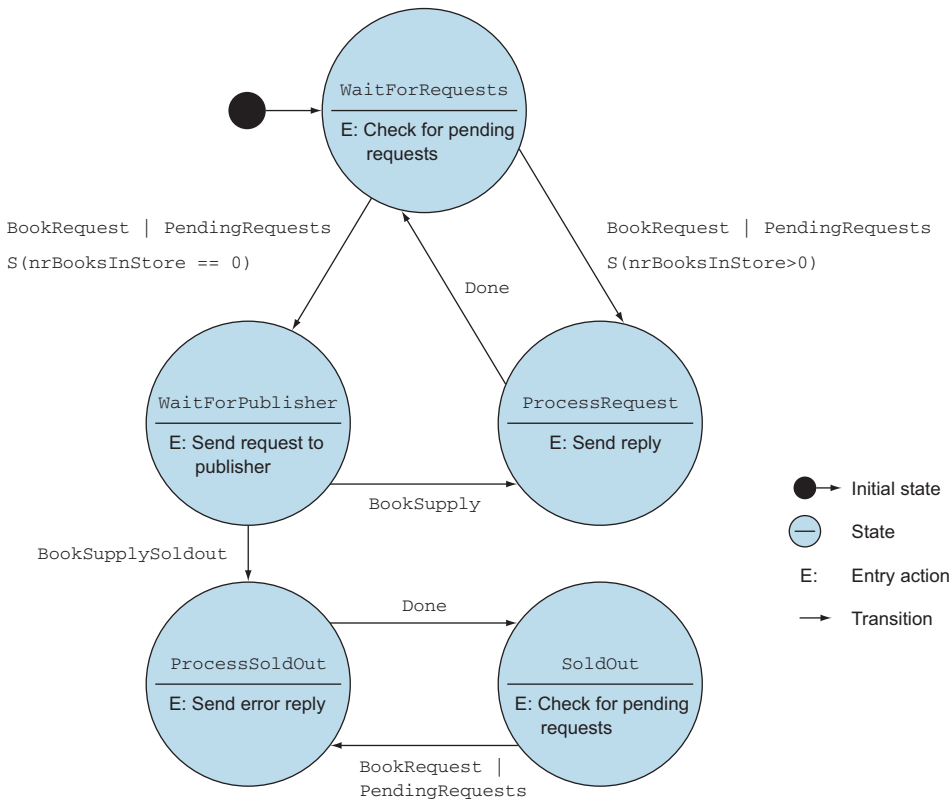 WaitForRequests
E: Check for pending
requests
BookRequest | PendingRequests
S(nrBooksInStore == 0)
BookRequest | PendingRequests
S(nrBooksInStore>0)
Done
WaitForPublisher
E: Send request to
publisher
ProcessRequest
E: Send reply
BookSupply
BookSupplySoldout
Initial state
State
E: Entry action
Transition
Done
ProcessSoldOut
E: Send error reply
SoldOut
E: Check for pending
requests
BookRequest |
PendingRequests